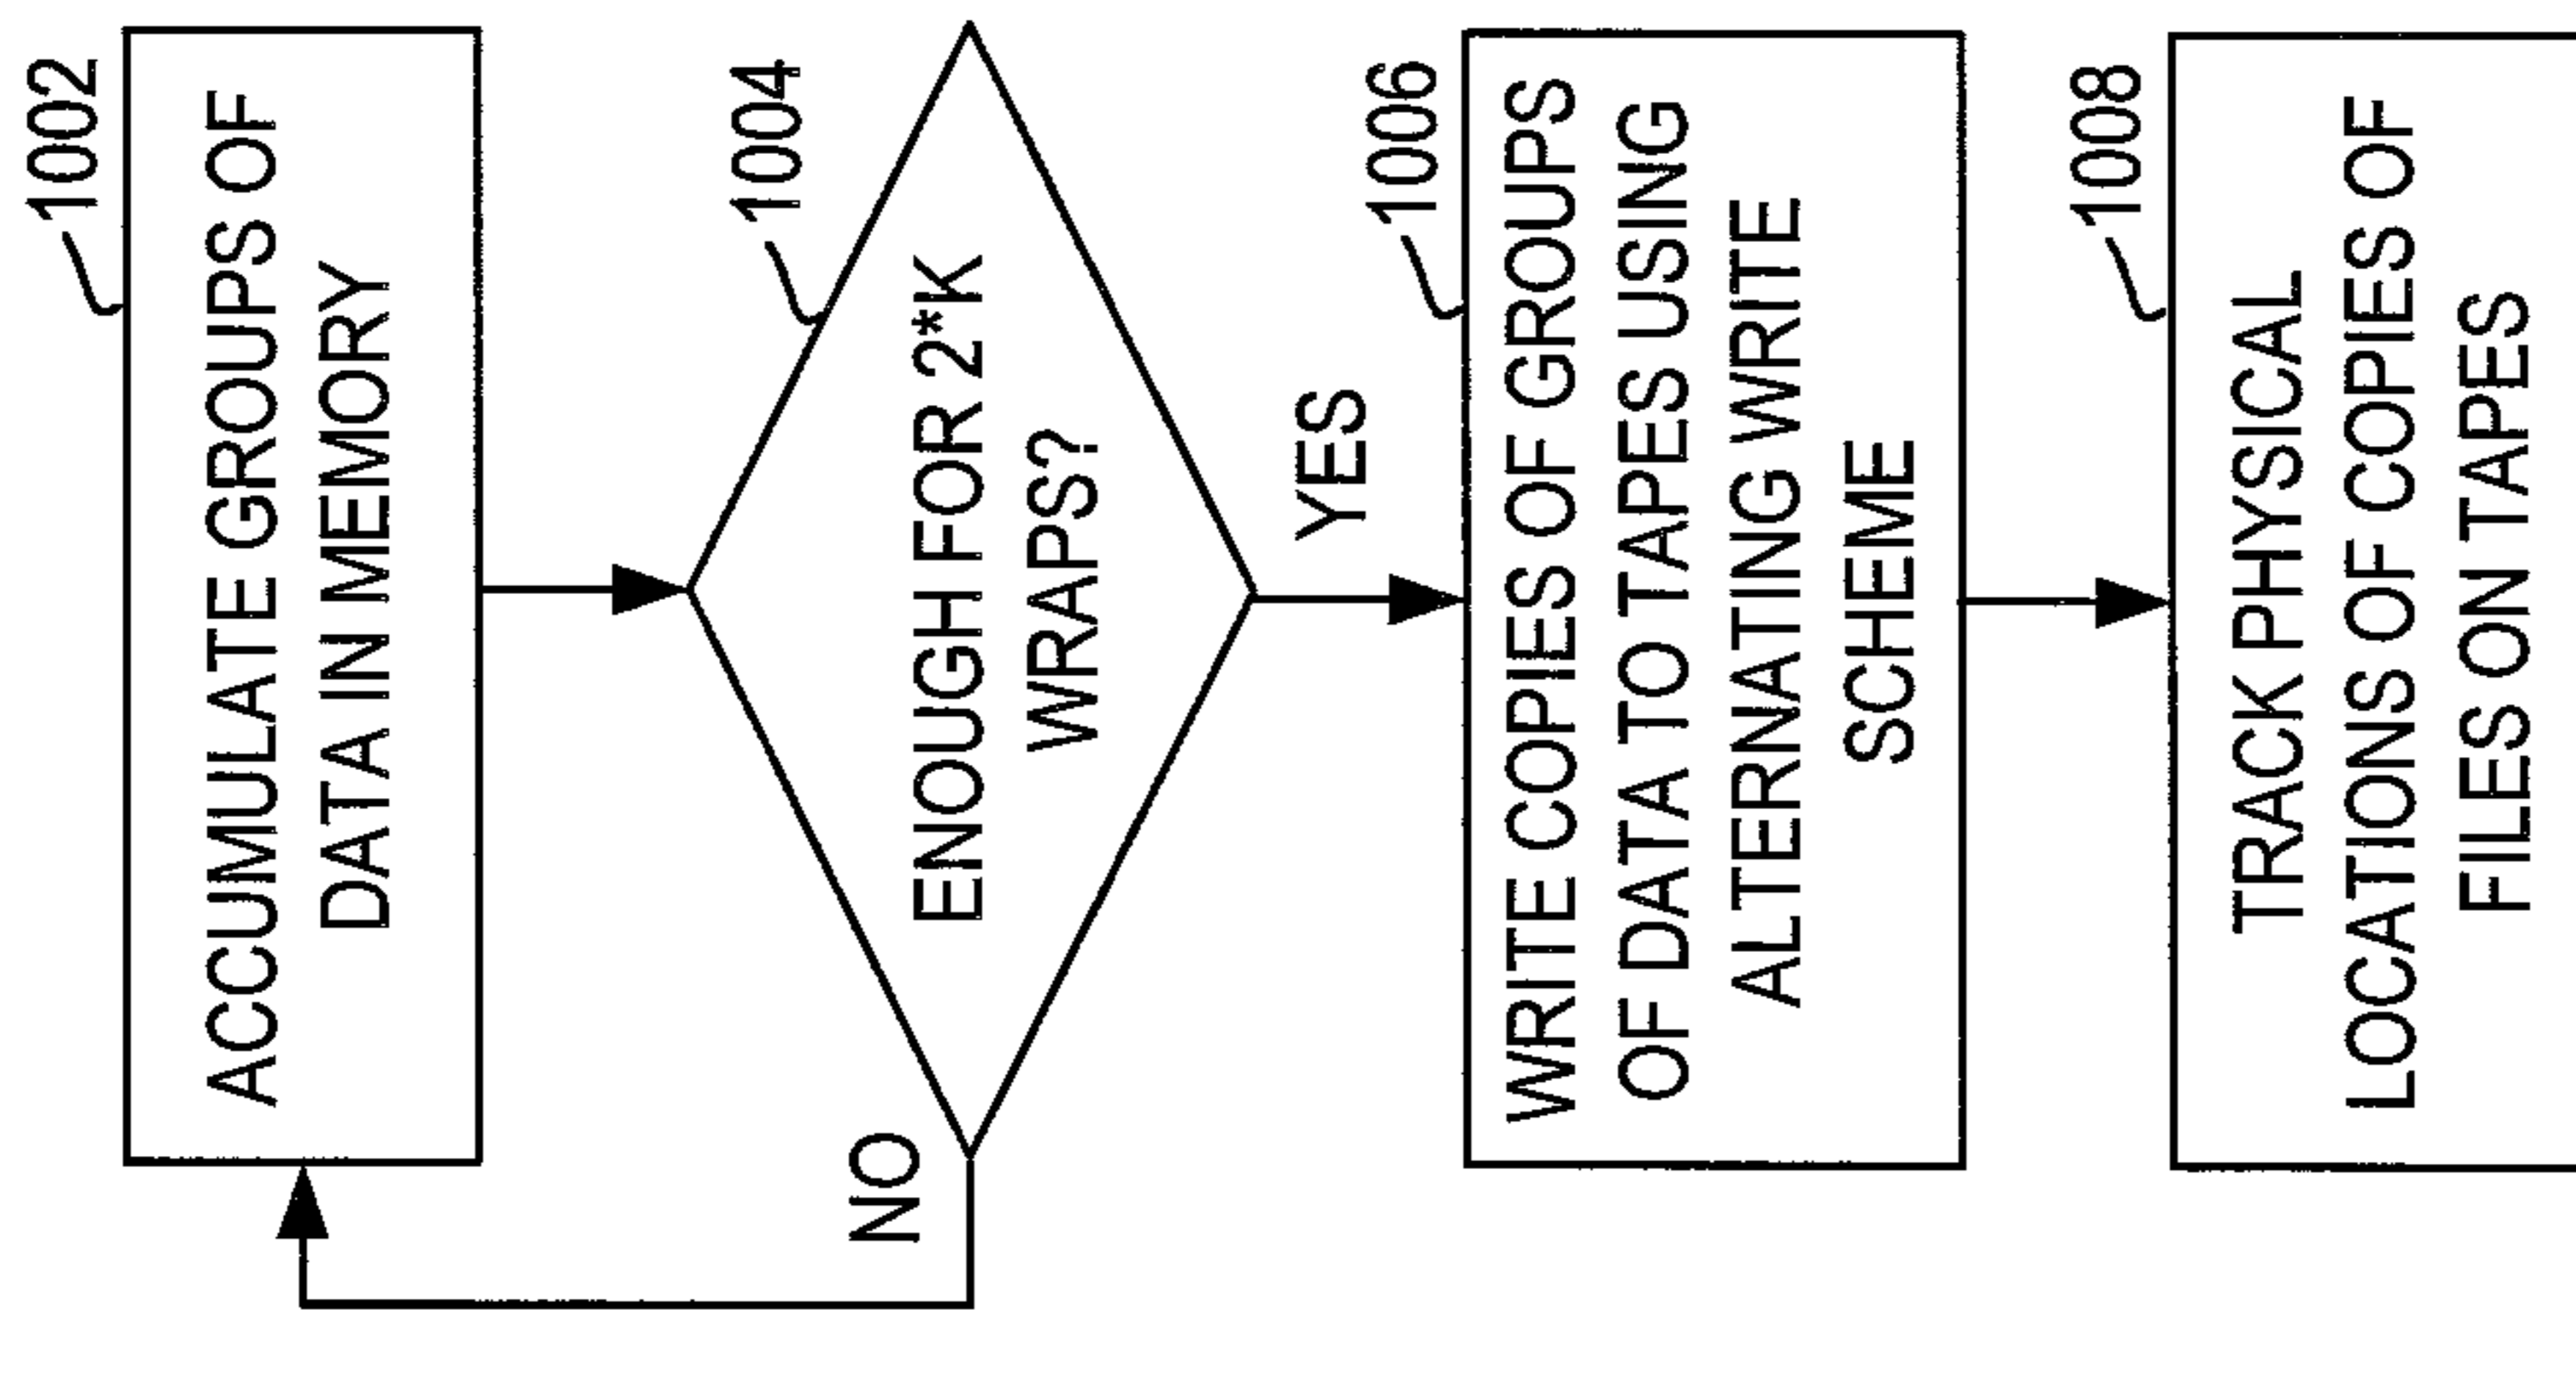 1002
ACCUMULATE GROUPS OF
DATA IN MEMORY
1004
ENOUGH FOR 2*K
WRAPS?
NO
YES
1006
WRITE COPIES OF GROUPS
OF DATA TO TAPES USING
ALTERNATING WRITE
SCHEME
1008
TRACK PHYSICAL
LOCATIONS OF COPIES OF
FILES ON TAPES